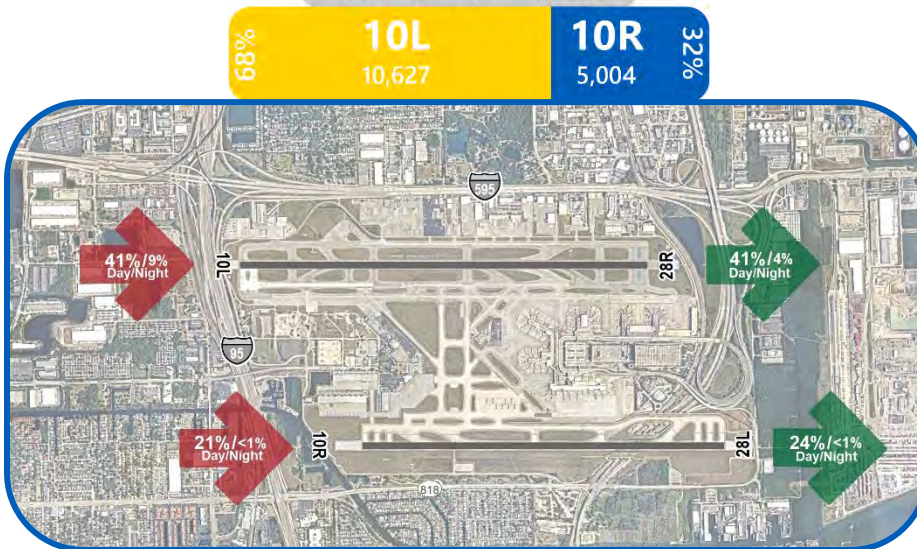 68%
10L
10,627
10R
5,004
32%
595
41%/9%
Day/Night
10L
28R
41%/4%
Day/Night
95
21%/<1%
Day/Night
10R
28L
24%/<1%
Day/Night
818